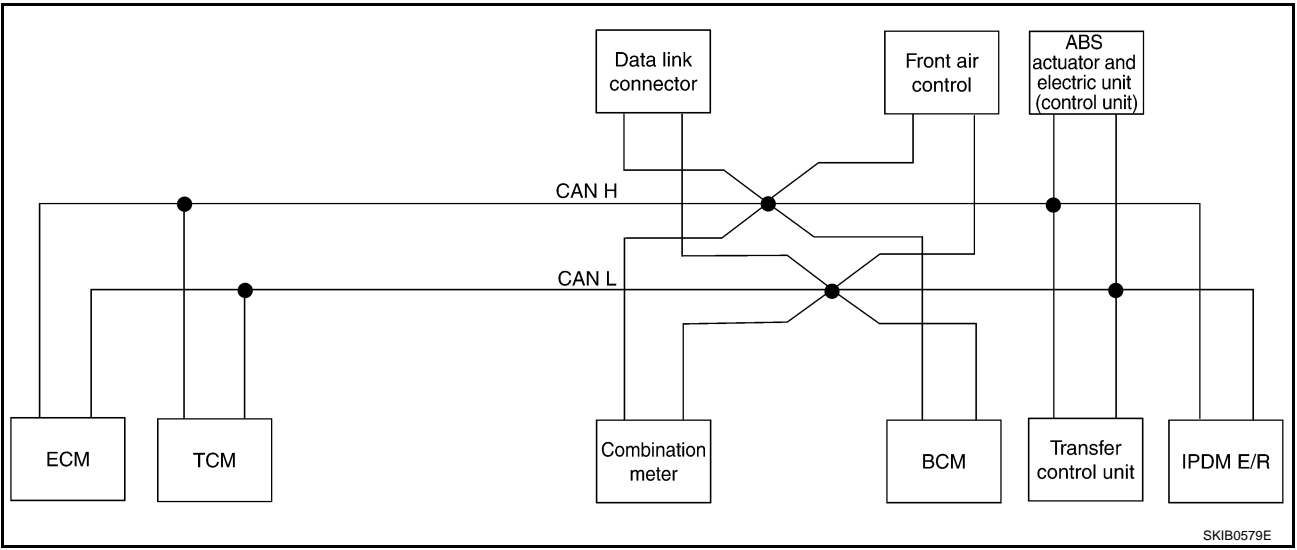 Data link
connector
Front air
control
ABS
actuator and
electric unit
(control unit)
CAN H
CAN L
ECM
TCM
Combination
meter
BCM
Transfer
control unit
IPDM E/R
SKIB0579E